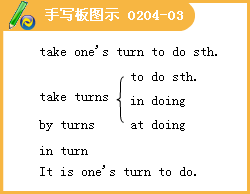 手写板图示 0204-03
take one's turn to do sth.
take turns
to do sth.
in doing
at doing
by turns
in turn
It is one's turn to do.